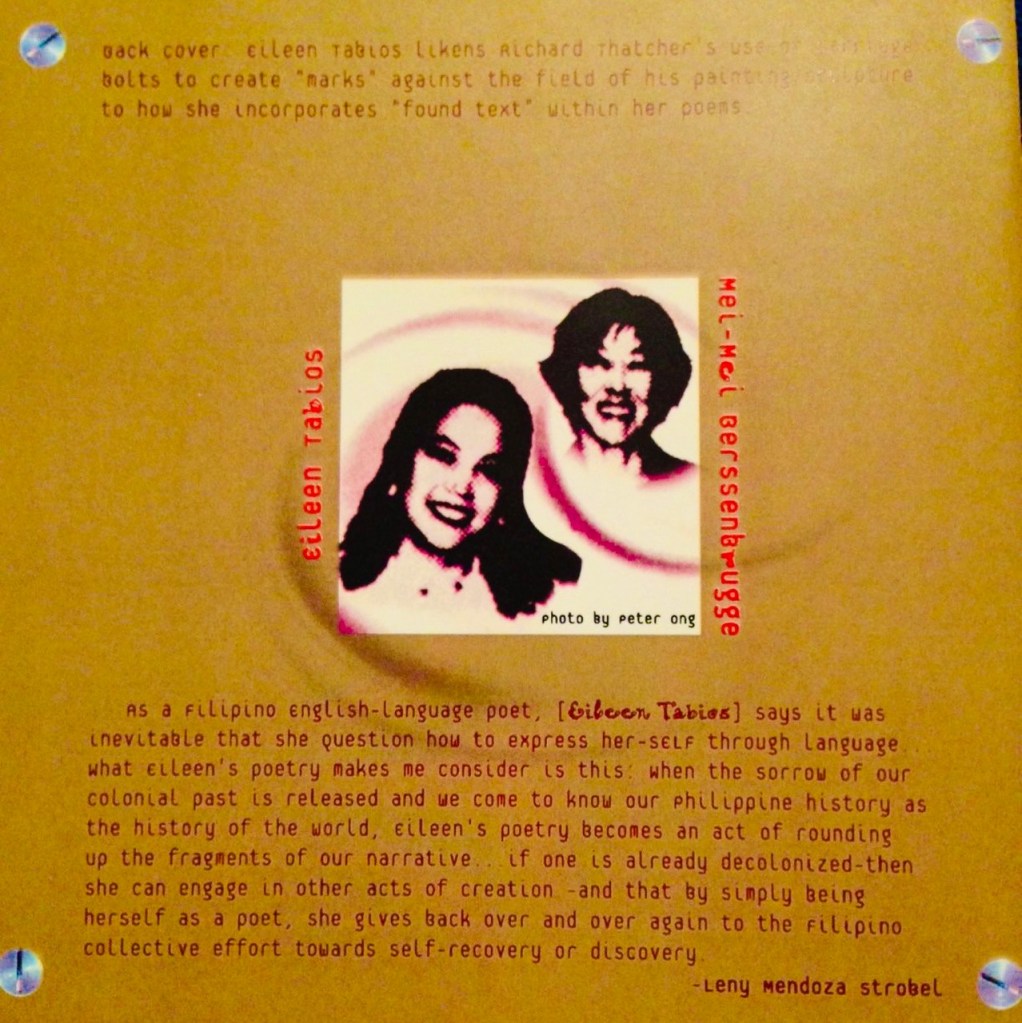 Back cover: Eileen Tabios likens Richard Thatcher's use of carriage
bolts to create "marks" against the field of his painting/sculpture
to how she incorporates "found text" within her poems.
Eileen Tabios
Mei-Mei Berssenbrugge
photo by Peter Ong
As a Filipino English-language poet, [Eileen Tabios] says it was
inevitable that she question how to express her-SELF through language...
what Eileen's poetry makes me consider is this: when the sorrow of our
colonial past is released and we come to know our Philippine history as
the history of the world, Eileen's poetry becomes an act of rounding
up the fragments of our narrative...if one is already decolonized-then
she can engage in other acts of creation -and that by simply being
herself as a poet, she gives back over and over again to the Filipino
collective effort towards self-recovery or discovery.
-Leny Mendoza Strobel